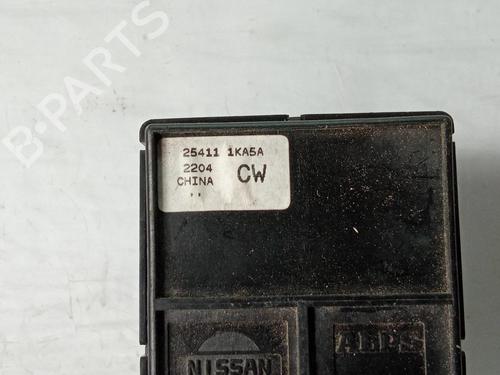 B-PARTS
25411 1KA5A
2204 CW
CHINA
NISSAN
ALPS